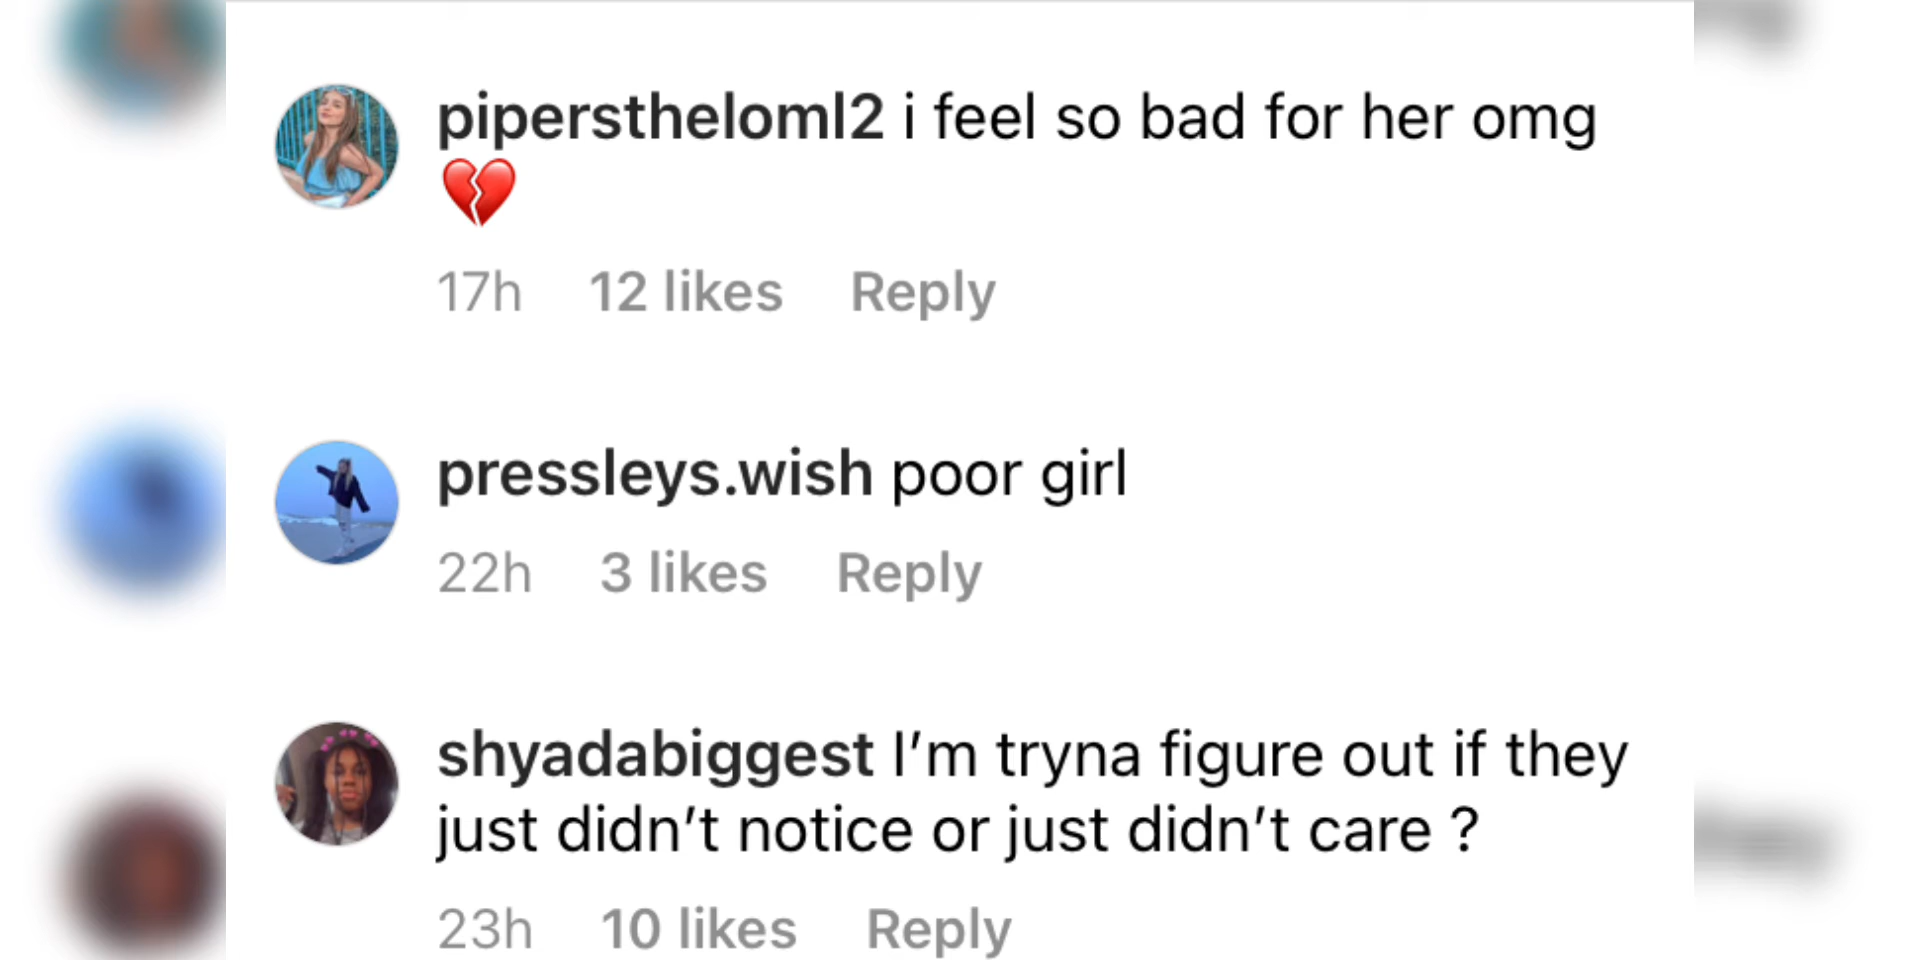 piperstheloml2 i feel so bad for her omg
💔
17h 12 likes Reply
pressleys.wish poor girl
22h 3 likes Reply
shyadabiggest I’m tryna figure out if they
just didn’t notice or just didn’t care ?
23h 10 likes Reply